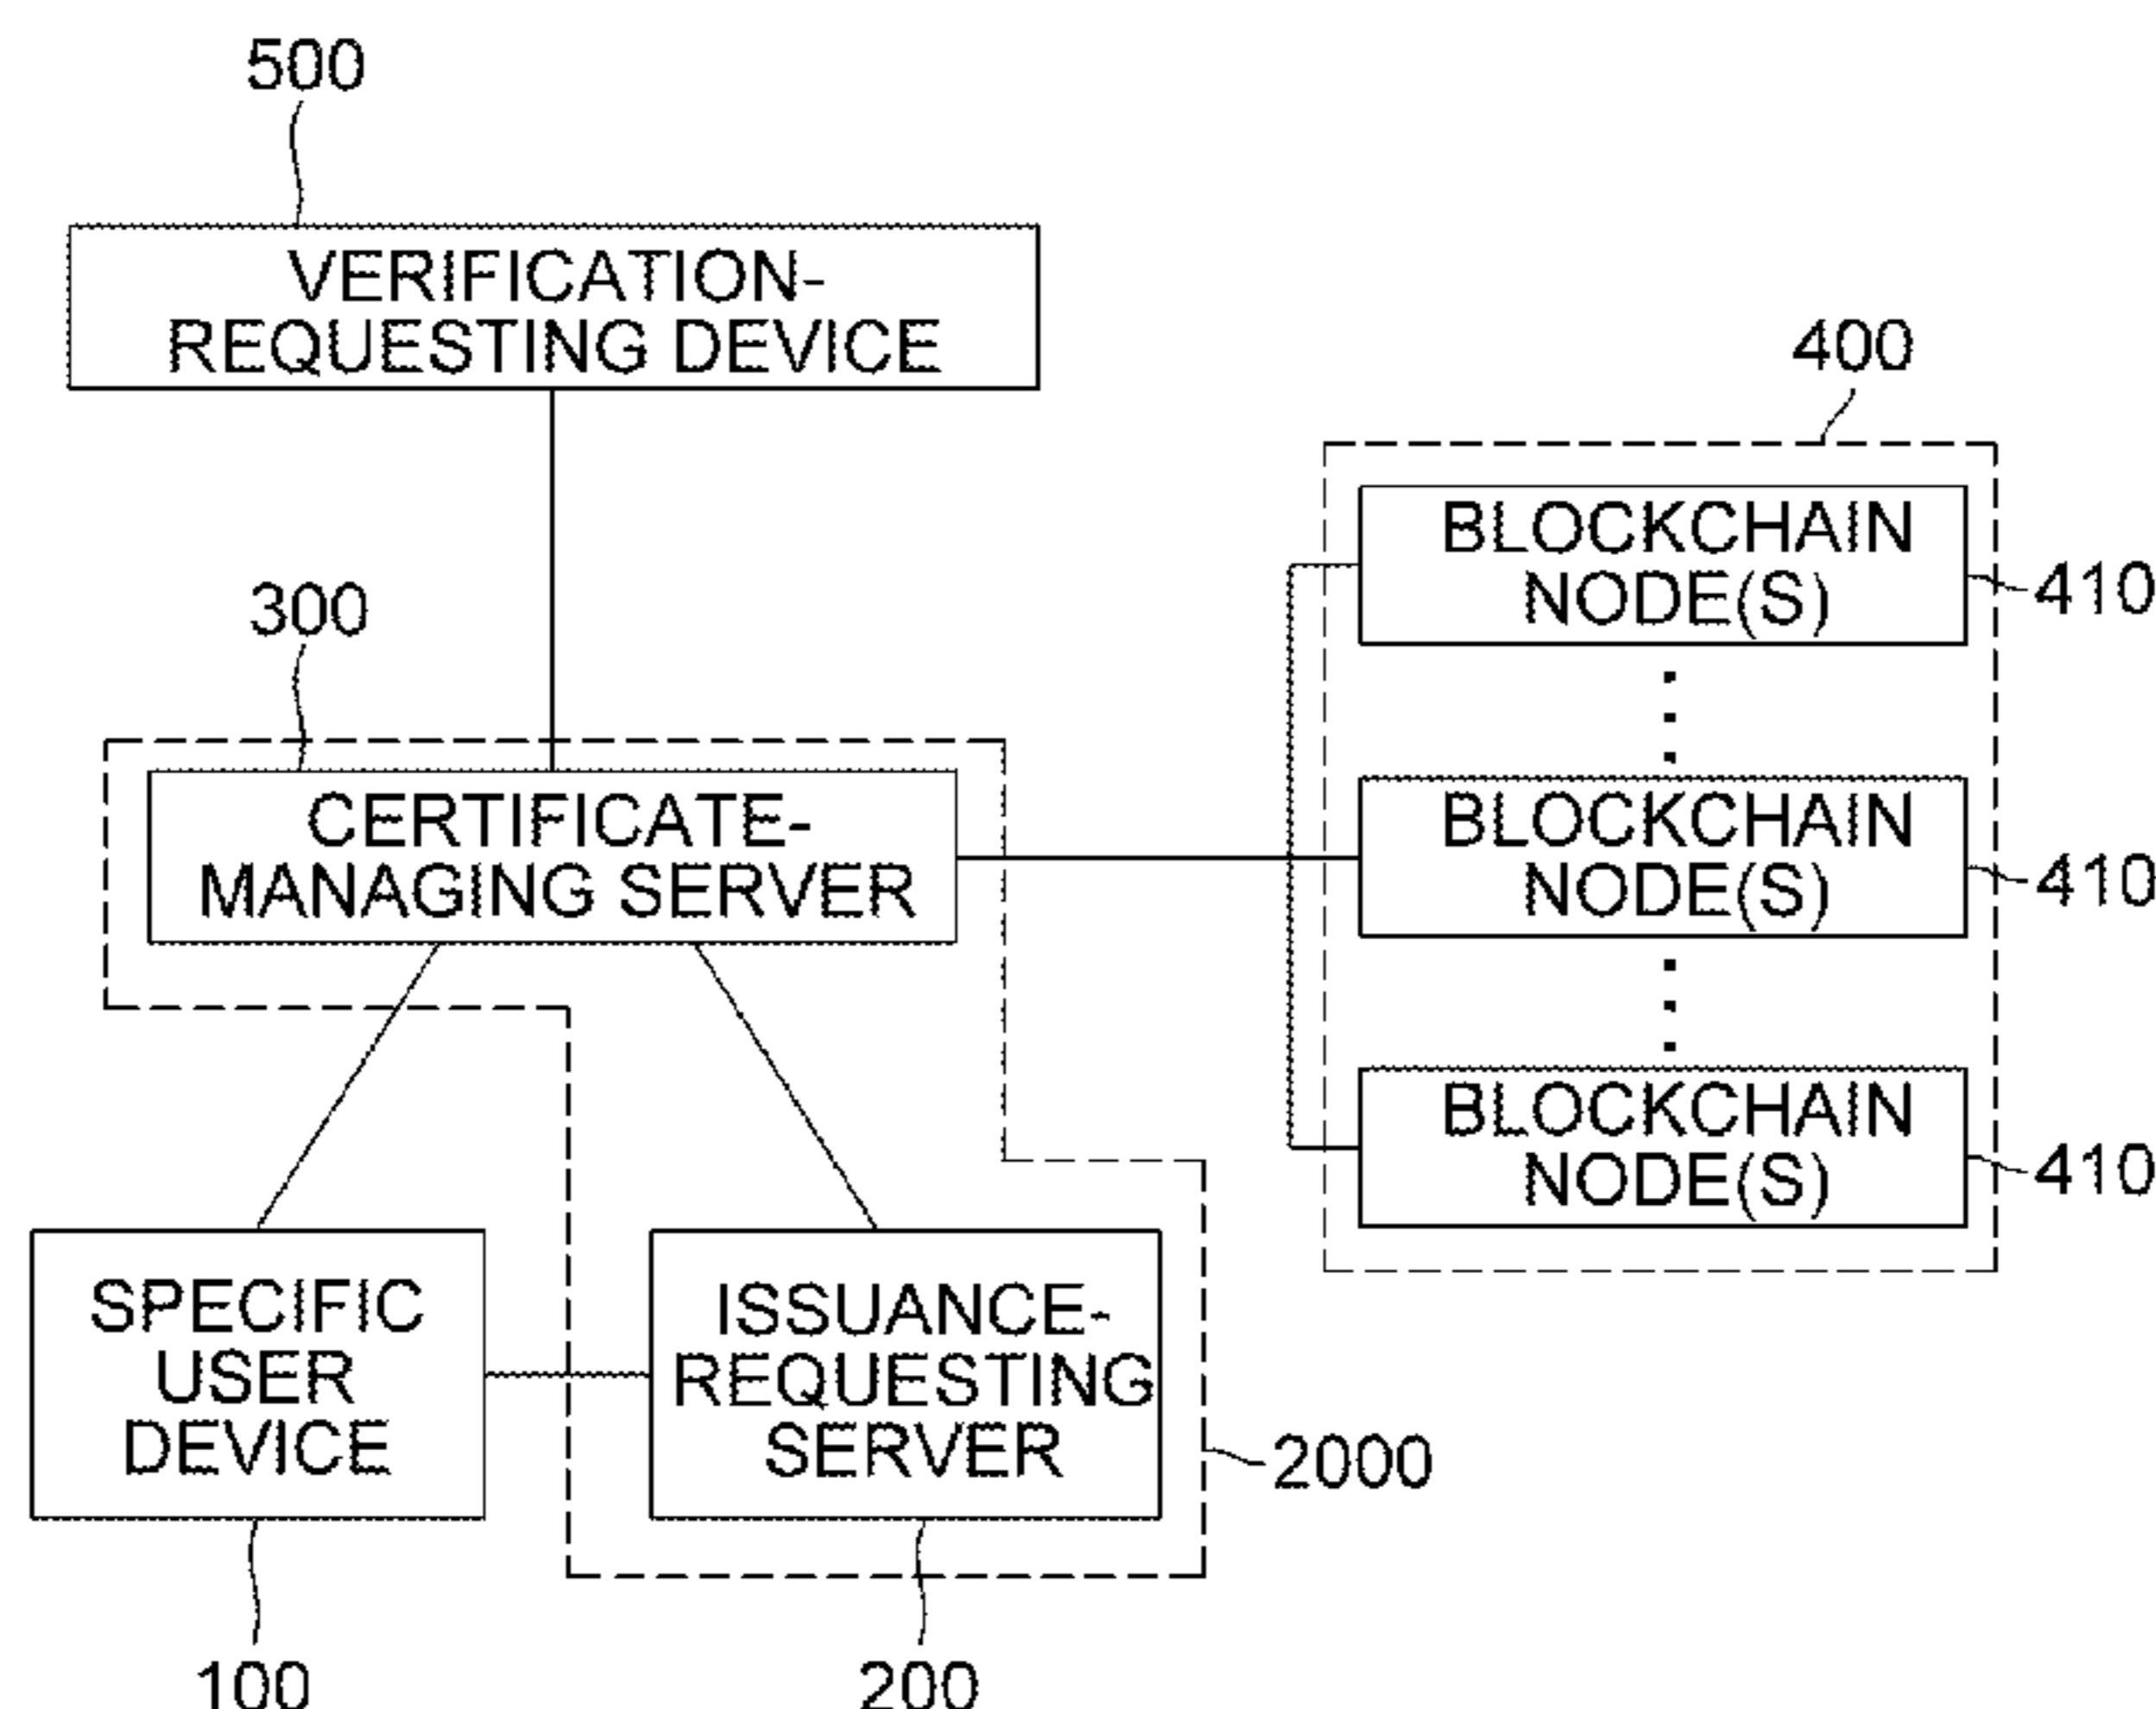 500
VERIFICATION-
REQUESTING DEVICE
400
BLOCKCHAIN
NODE(S)
410
300
CERTIFICATE-
MANAGING SERVER
BLOCKCHAIN
NODE(S)
410
BLOCKCHAIN
NODE(S)
410
SPECIFIC
USER
DEVICE
ISSUANCE-
REQUESTING
SERVER
2000
100
200